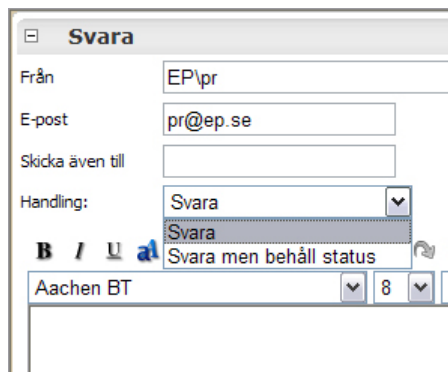 Svara
Från EP\pr
E-post pr@ep.se
Skicka även till
Handling: Svara
Svara
Svara men behåll status
B I U a
Aachen BT 8